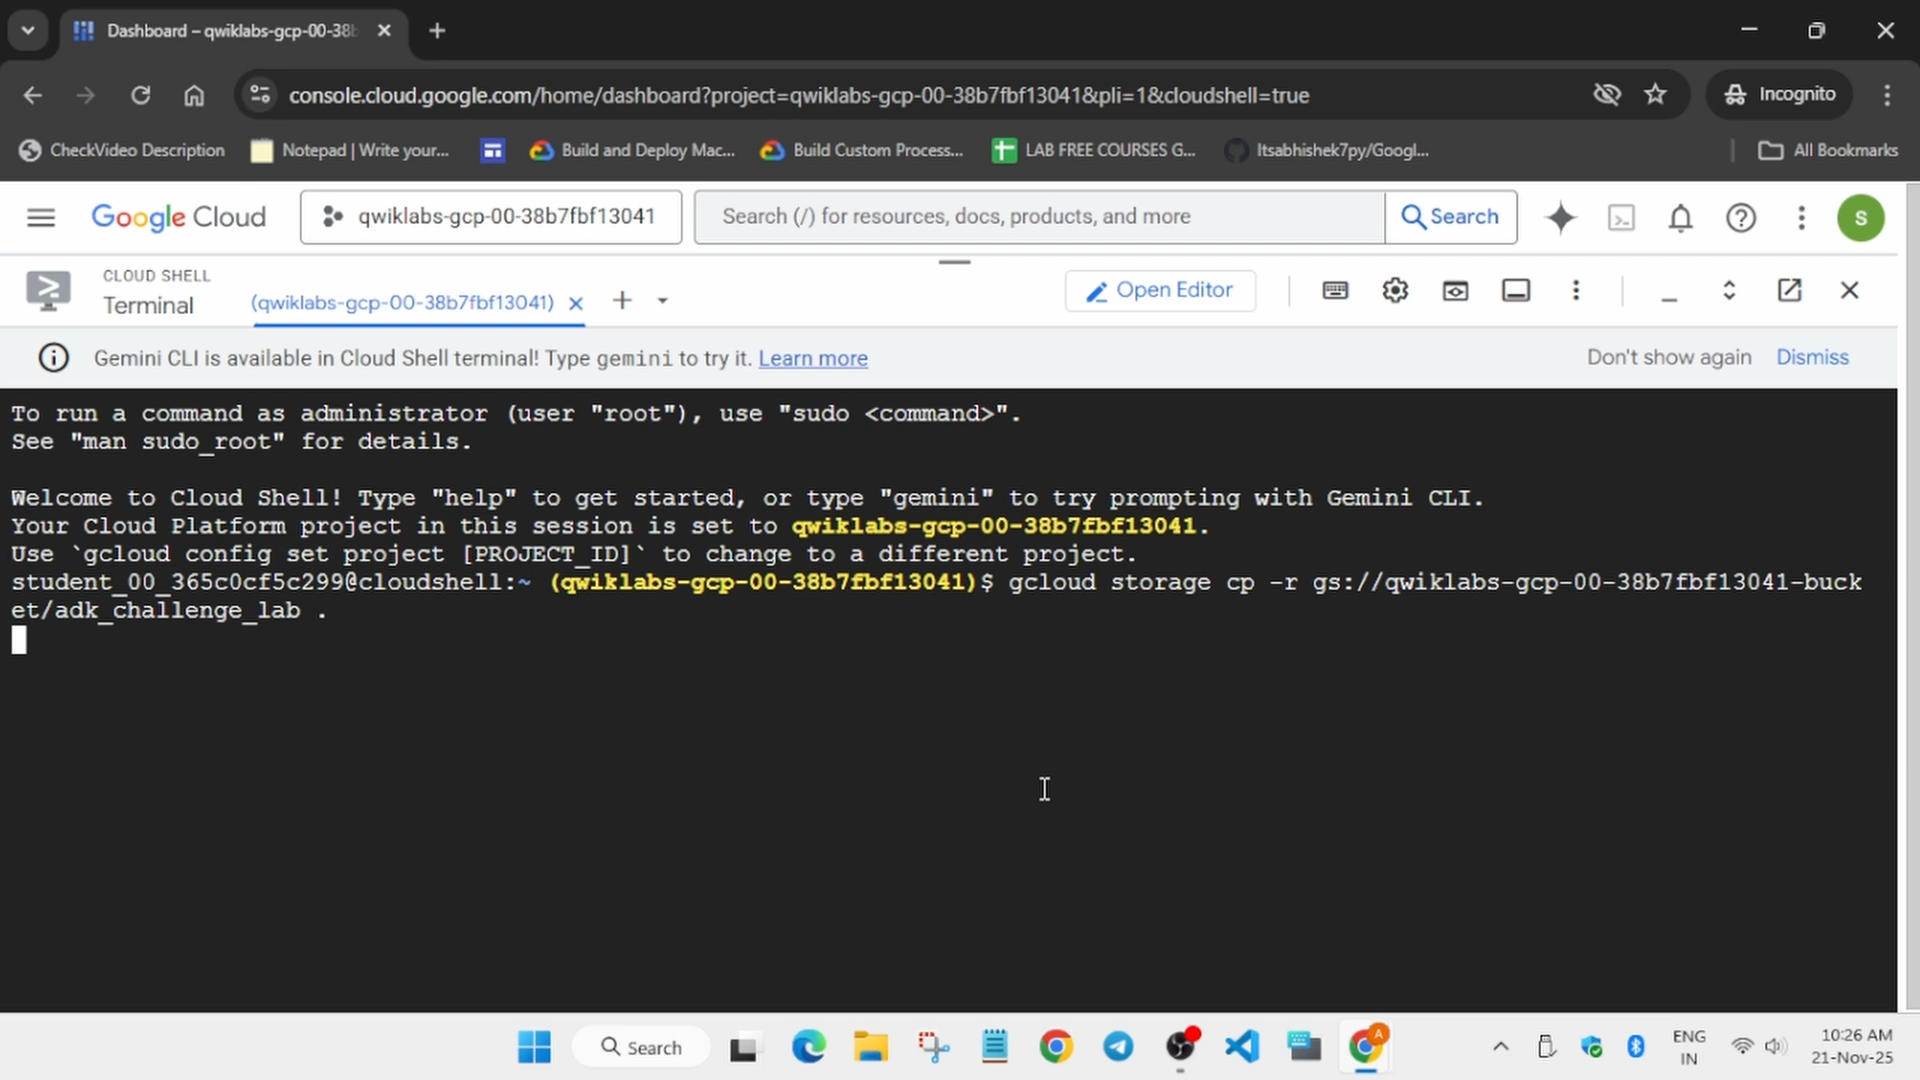 Dashboard – qwiklabs-gcp-00-38b
console.cloud.google.com/home/dashboard?project=qwiklabs-gcp-00-38b7fbf13041&pli=1&cloudshell=true
Incognito
CheckVideo Description
Notepad | Write your...
Build and Deploy Mac...
Build Custom Process...
LAB FREE COURSES G...
Itsabhishek7py/Googl...
All Bookmarks
Google Cloud
qwiklabs-gcp-00-38b7fbf13041
Search (/) for resources, docs, products, and more
Search
S
CLOUD SHELL
Terminal
(qwiklabs-gcp-00-38b7fbf13041)
Open Editor
Gemini CLI is available in Cloud Shell terminal! Type gemini to try it. Learn more
Don't show again
Dismiss
To run a command as administrator (user "root"), use "sudo <command>".
See "man sudo_root" for details.
Welcome to Cloud Shell! Type "help" to get started, or type "gemini" to try prompting with Gemini CLI.
Your Cloud Platform project in this session is set to qwiklabs-gcp-00-38b7fbf13041.
Use `gcloud config set project [PROJECT_ID]` to change to a different project.
student_00_365c0cf5c299@cloudshell:~ (qwiklabs-gcp-00-38b7fbf13041)$ gcloud storage cp -r gs://qwiklabs-gcp-00-38b7fbf13041-buck
et/adk_challenge_lab .
Search
A
ENG
IN
10:26 AM
21-Nov-25